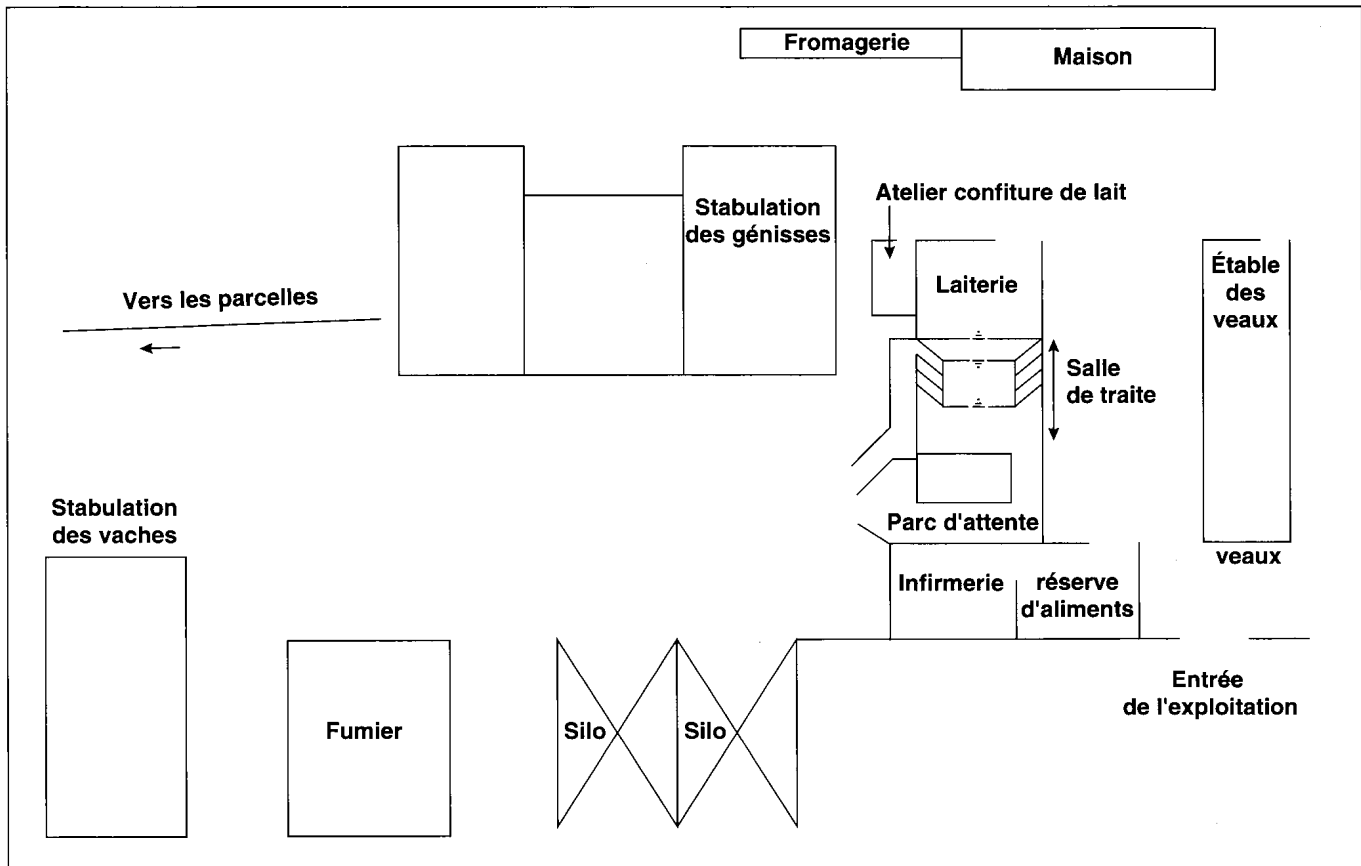 Fromagerie
Maison
Atelier confiture de lait
Stabulation
des génisses
Laiterie
Étable
des
veaux
Vers les parcelles
Salle
de traite
Stabulation
des vaches
Parc d'attente
veaux
Infirmerie
réserve
d'aliments
Entrée
de l'exploitation
Fumier
Silo
Silo